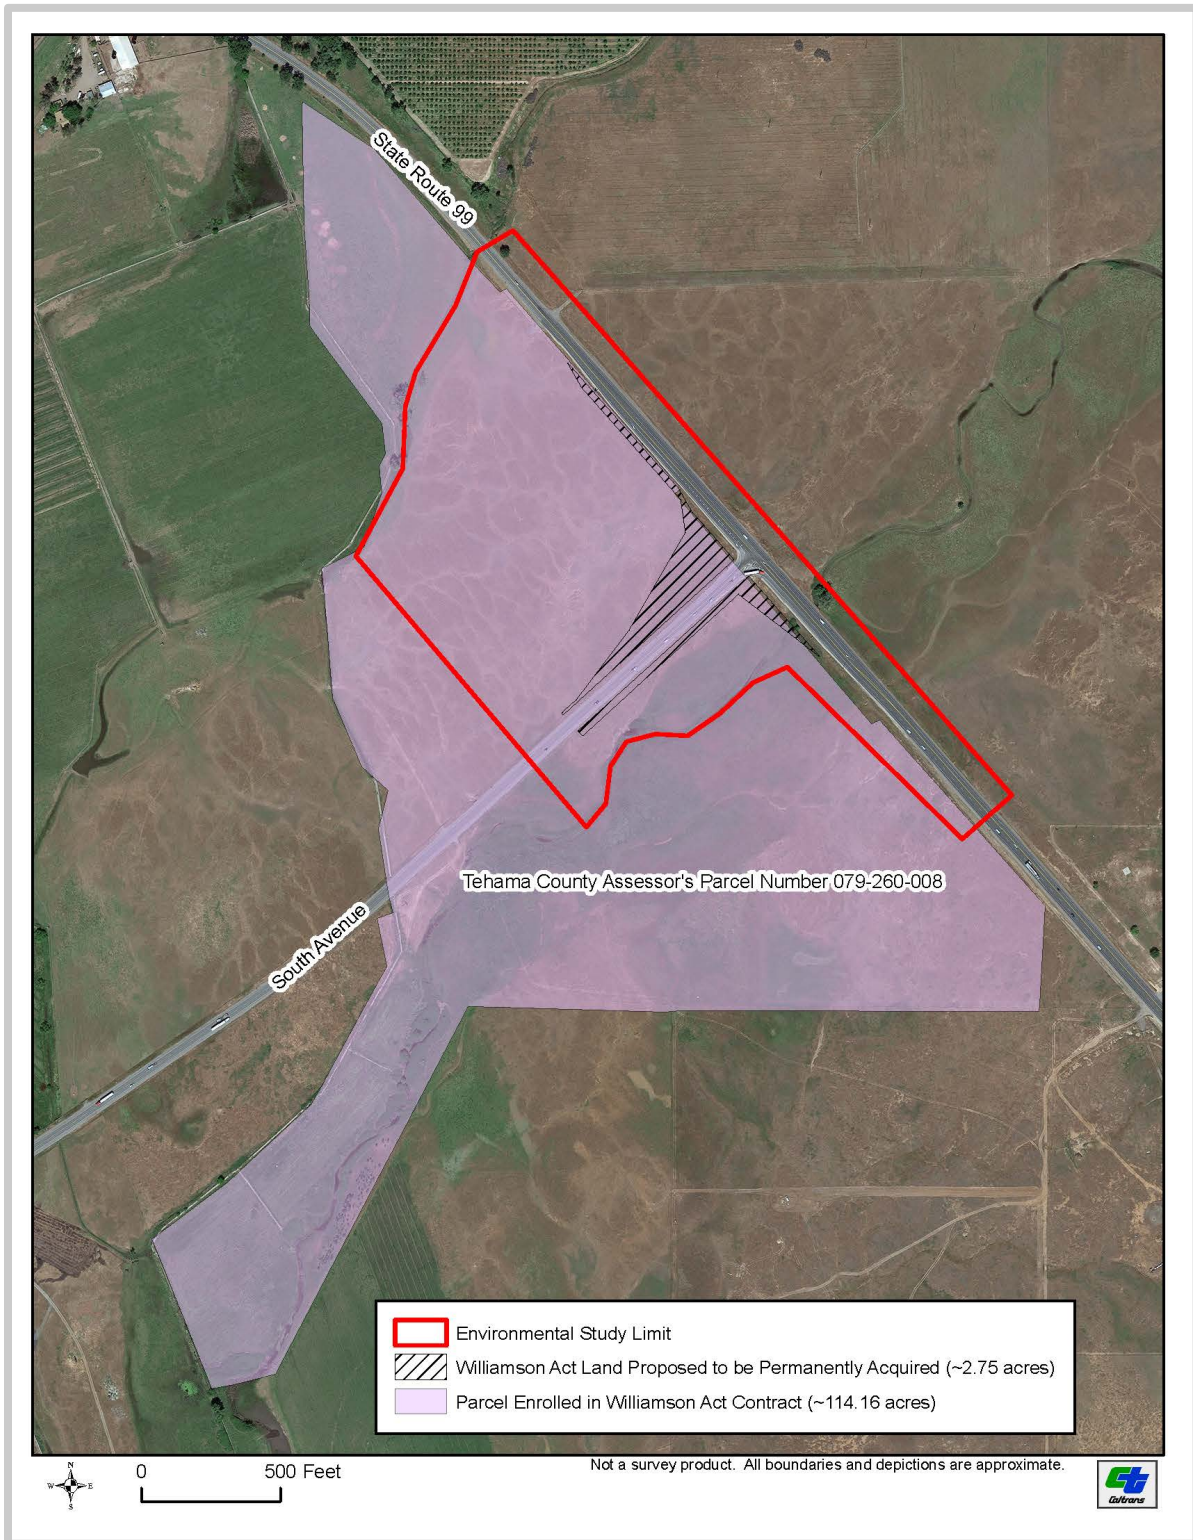 State Route 99
Tehama County Assessor's Parcel Number 079-260-008
South Avenue
Environmental Study Limit
Williamson Act Land Proposed to be Permanently Acquired (~2.75 acres)
Parcel Enrolled in Williamson Act Contract (~114.16 acres)
N
W E
S
0 500 Feet
Not a survey product. All boundaries and depictions are approximate.
ct
Caltrans